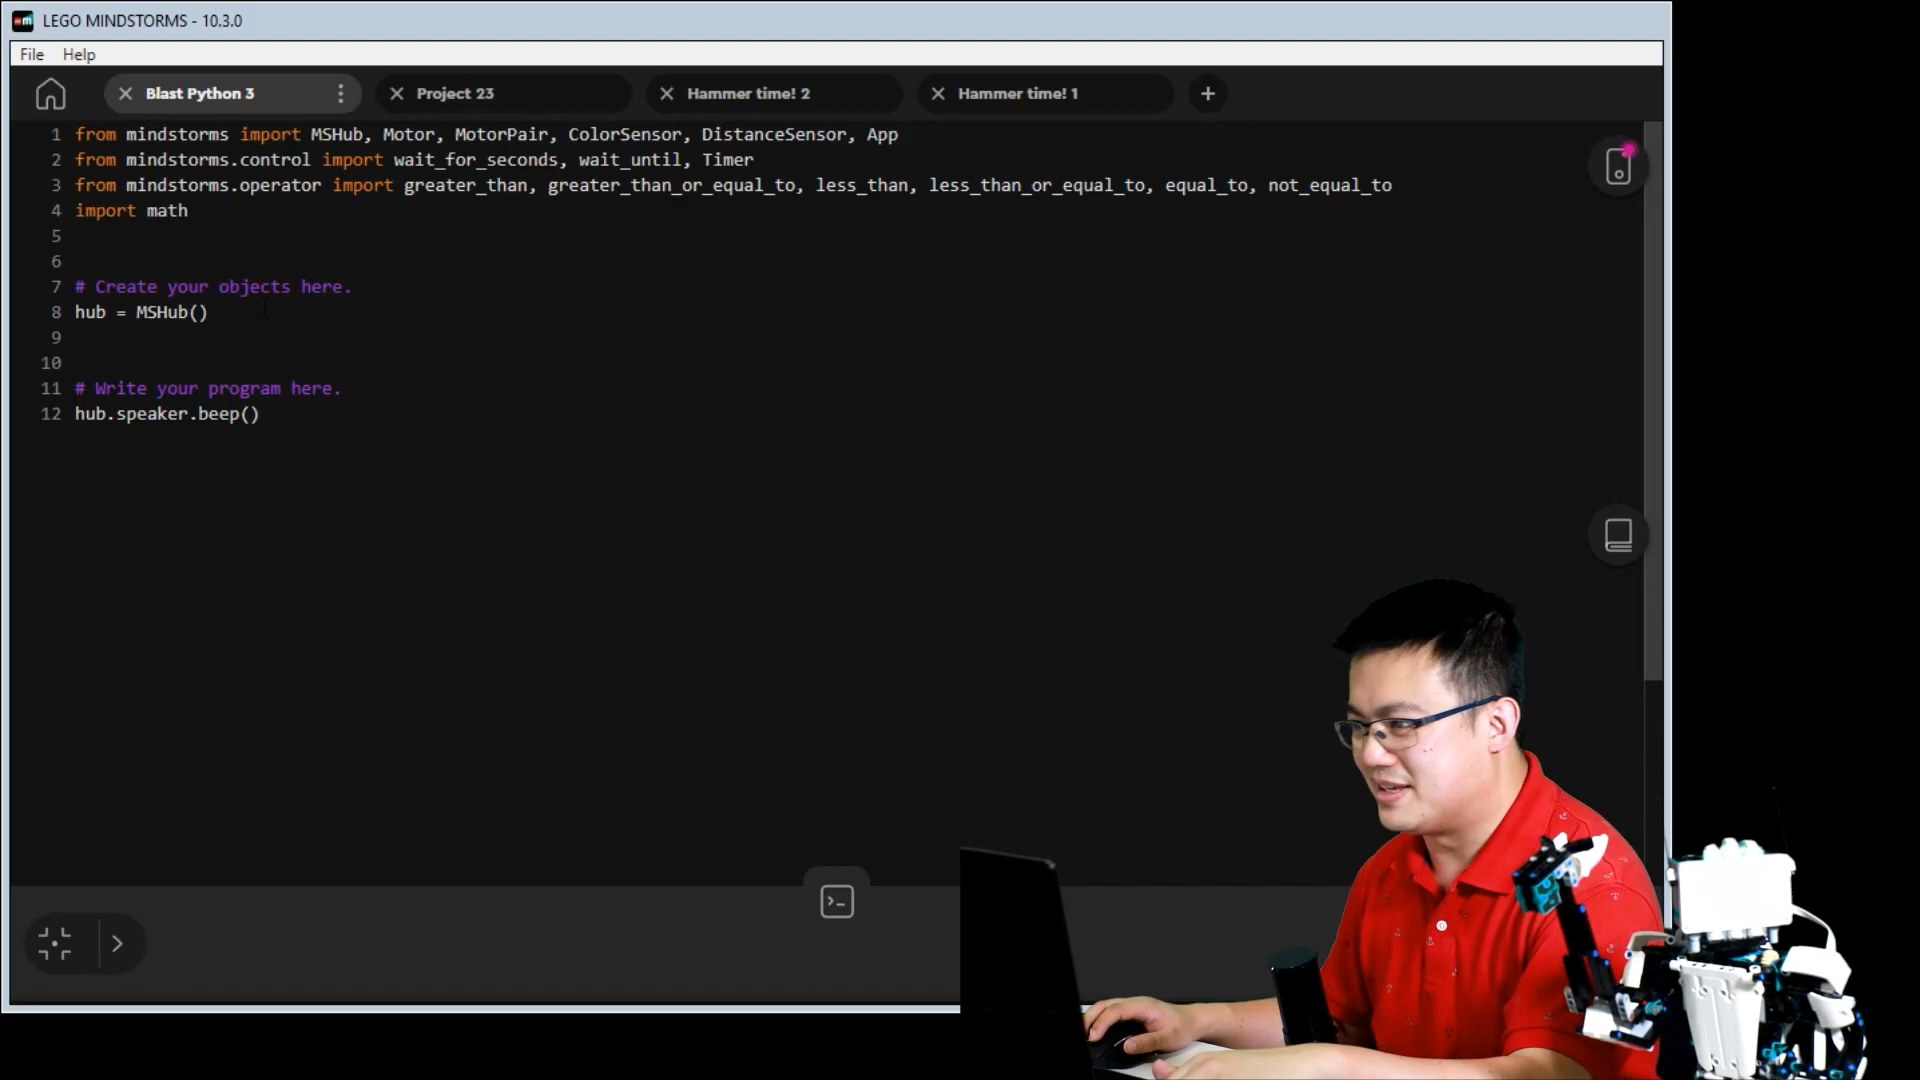 LEGO MINDSTORMS - 10.3.0
File Help
Blast Python 3 Project 23 Hammer time! 2 Hammer time! 1
1 from mindstorms import MSHub, Motor, MotorPair, ColorSensor, DistanceSensor, App
2 from mindstorms.control import wait_for_seconds, wait_until, Timer
3 from mindstorms.operator import greater_than, greater_than_or_equal_to, less_than, less_than_or_equal_to, equal_to, not_equal_to
4 import math
5
6
7 # Create your objects here.
8 hub = MSHub()
9
10
11 # Write your program here.
12 hub.speaker.beep()